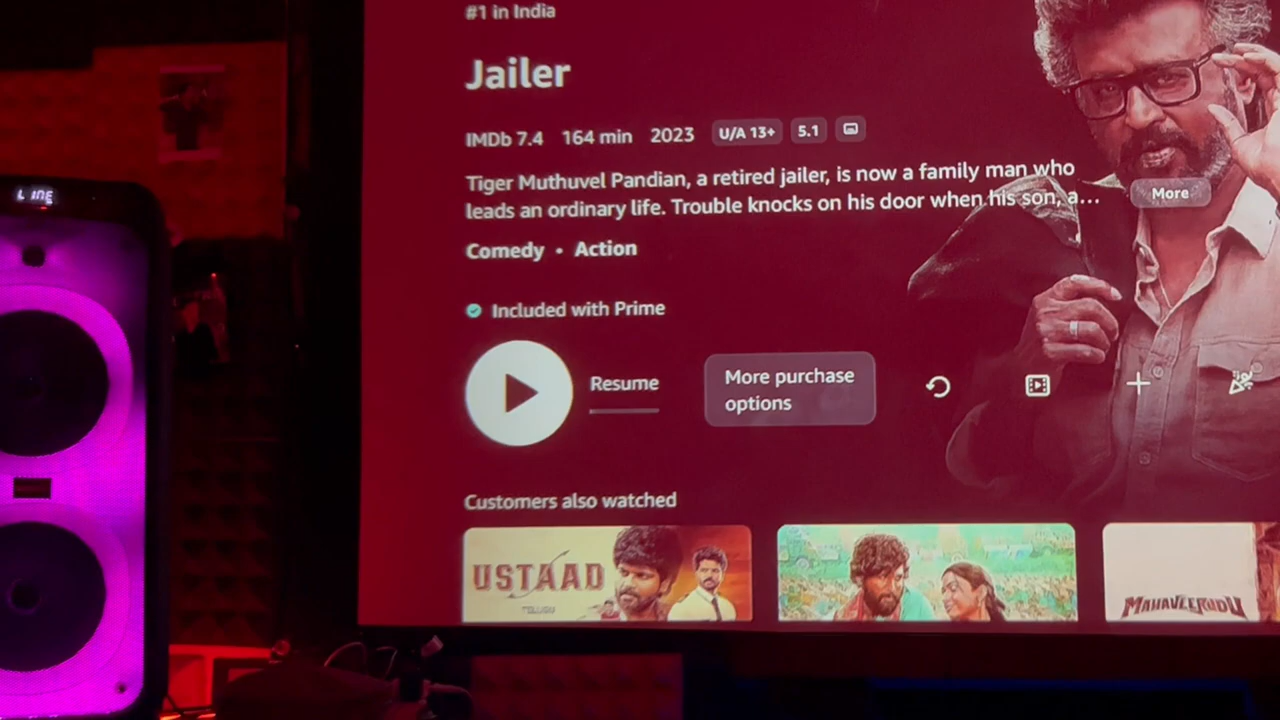 #1 in India
Jailer
IMDb 7.4 164 min 2023 U/A 13+ 5.1
Tiger Muthuvel Pandian, a retired jailer, is now a family man who
leads an ordinary life. Trouble knocks on his door when his son, a...
More
Comedy • Action
Included with Prime
Resume
More purchase
options
Customers also watched
USTAAD
TELUGU
MAHAVEERUDU
LINE